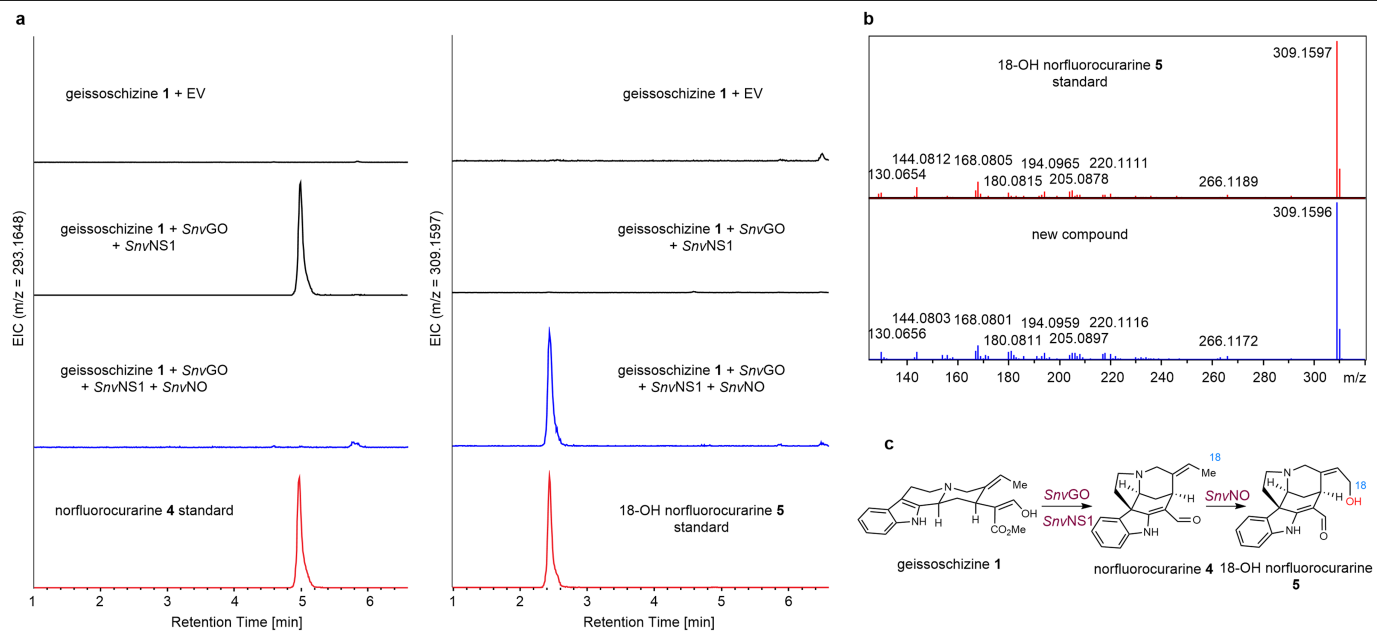 a
EIC (m/z = 293.1648)
geissoschizine 1 + EV
geissoschizine 1 + SnvGO
+ SnvNS1
geissoschizine 1 + SnvGO
+ SnvNS1 + SnvNO
norfluorocurarine 4 standard
1 2 3 4 5 6
Retention Time [min]
EIC (m/z = 309.1597)
geissoschizine 1 + EV
geissoschizine 1 + SnvGO
+ SnvNS1
geissoschizine 1 + SnvGO
+ SnvNS1 + SnvNO
18-OH norfluorocurarine 5
standard
1 2 3 4 5 6
Retention Time [min]
b
309.1597
18-OH norfluorocurarine 5
standard
144.0812 168.0805 194.0965 220.1111
130.0654 180.0815 205.0878 266.1189
309.1596
new compound
144.0803 168.0801 194.0959 220.1116
130.0656 180.0811 205.0897 266.1172
140 160 180 200 220 240 260 280 300 m/z
c
N
Me
NH
H
H
OH
CO2Me
geissoschizine 1
SnvGO
SnvNS1
18
N
Me
H
H
NH
O
norfluorocurarine 4
SnvNO
N
18
H
H
OH
NH
O
18-OH norfluorocurarine
5